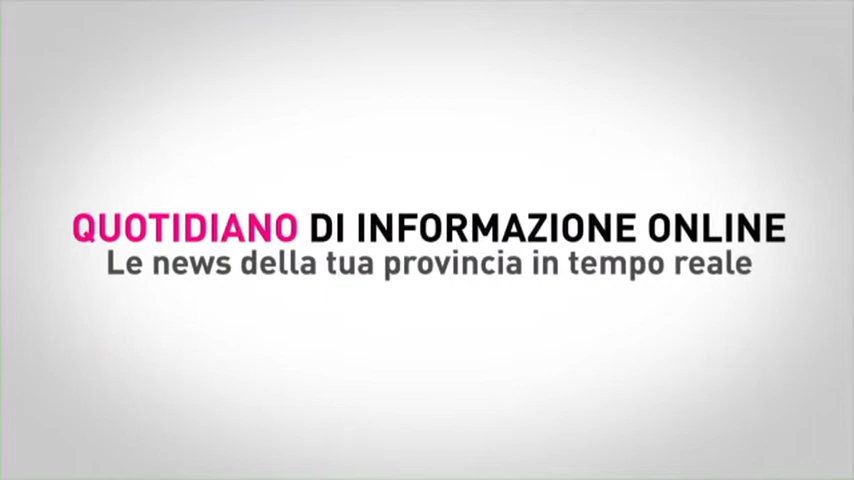 QUOTIDIANO DI INFORMAZIONE ONLINE
Le news della tua provincia in tempo reale